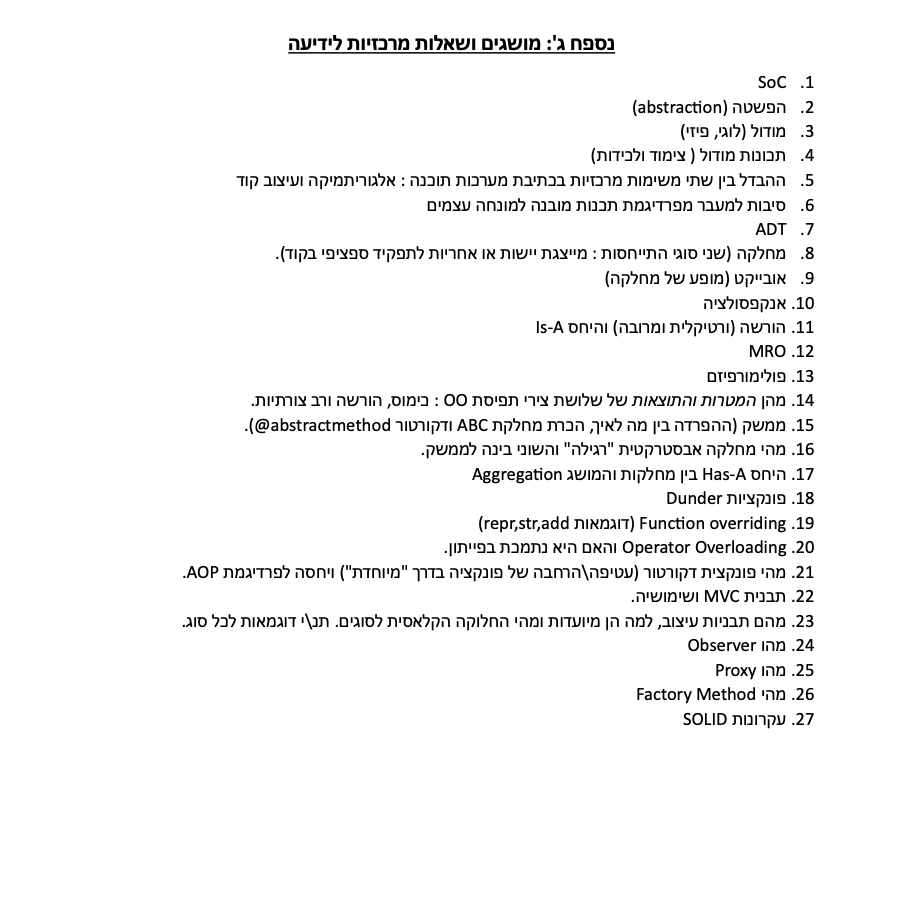 נספח ג': מושגים ושאלות מרכזיות לידיעה
1. SoC
2. הפשטה (abstraction)
3. מודול (לוגי, פיזי)
4. תכונות מודול ( צימוד ולכידות)
5. ההבדל בין שתי משימות מרכזיות בכתיבת מערכות תוכנה : אלגוריתמיקה ועיצוב קוד
6. סיבות למעבר מפרדיגמת תכנות מובנה למונחה עצמים
7. ADT
8. מחלקה (שני סוגי התייחסות : מייצגת יישות או אחריות לתפקיד ספציפי בקוד).
9. אובייקט (מופע של מחלקה)
10. אנקפסולציה
11. הורשה (ורטיקלית ומרובה) והיחס Is-A
12. MRO
13. פולימורפיזם
14. מהן המטרות והתוצאות של שלושת צירי תפיסת OO : כימוס, הורשה ורב צורתיות.
15. ממשק (ההפרדה בין מה לאיך, הכרת מחלקת ABC ודקורטור abstractmethod@).
16. מהי מחלקה אבסטרקטית "רגילה" והשוני בינה לממשק.
17. היחס Has-A בין מחלקות והמושג Aggregation
18. פונקציות Dunder
19. Function overriding (דוגמאות repr,str,add)
20. Operator Overloading והאם היא נתמכת בפייתון.
21. מהי פונקצית דקורטור (עטיפה\הרחבה של פונקציה בדרך "מיוחדת") ויחסה לפרדיגמת AOP.
22. תבנית MVC ושימושיה.
23. מהם תבניות עיצוב, למה הן מיועדות ומהי החלוקה הקלאסית לסוגים. תנ\י דוגמאות לכל סוג.
24. מהו Observer
25. מהו Proxy
26. מהי Factory Method
27. עקרונות SOLID